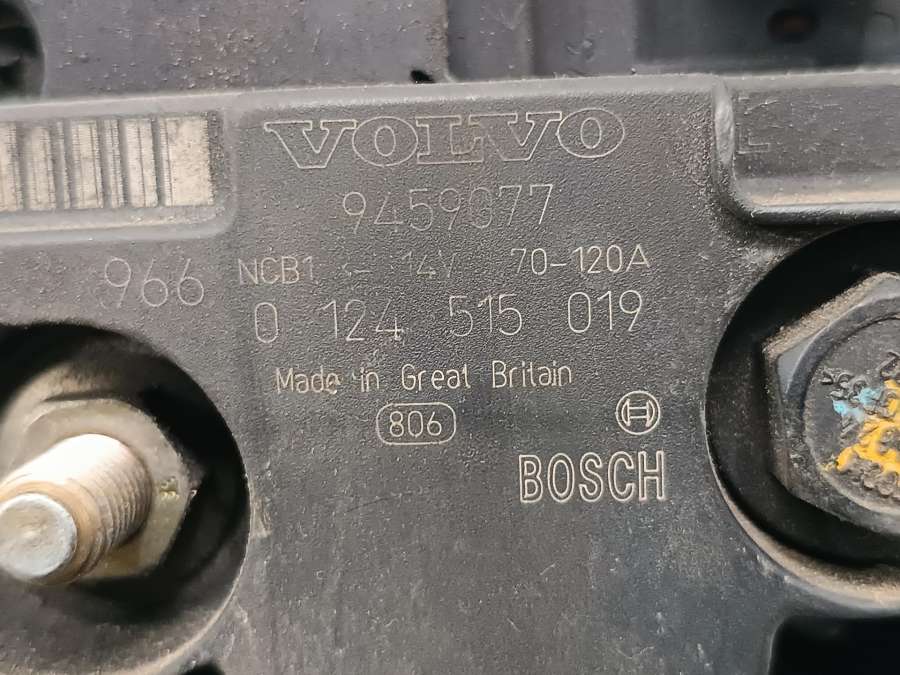 VOLVO
9459077
966 NCB1 ← 14V 70-120A
0 124 515 019
Made in Great Britain
806
BOSCH